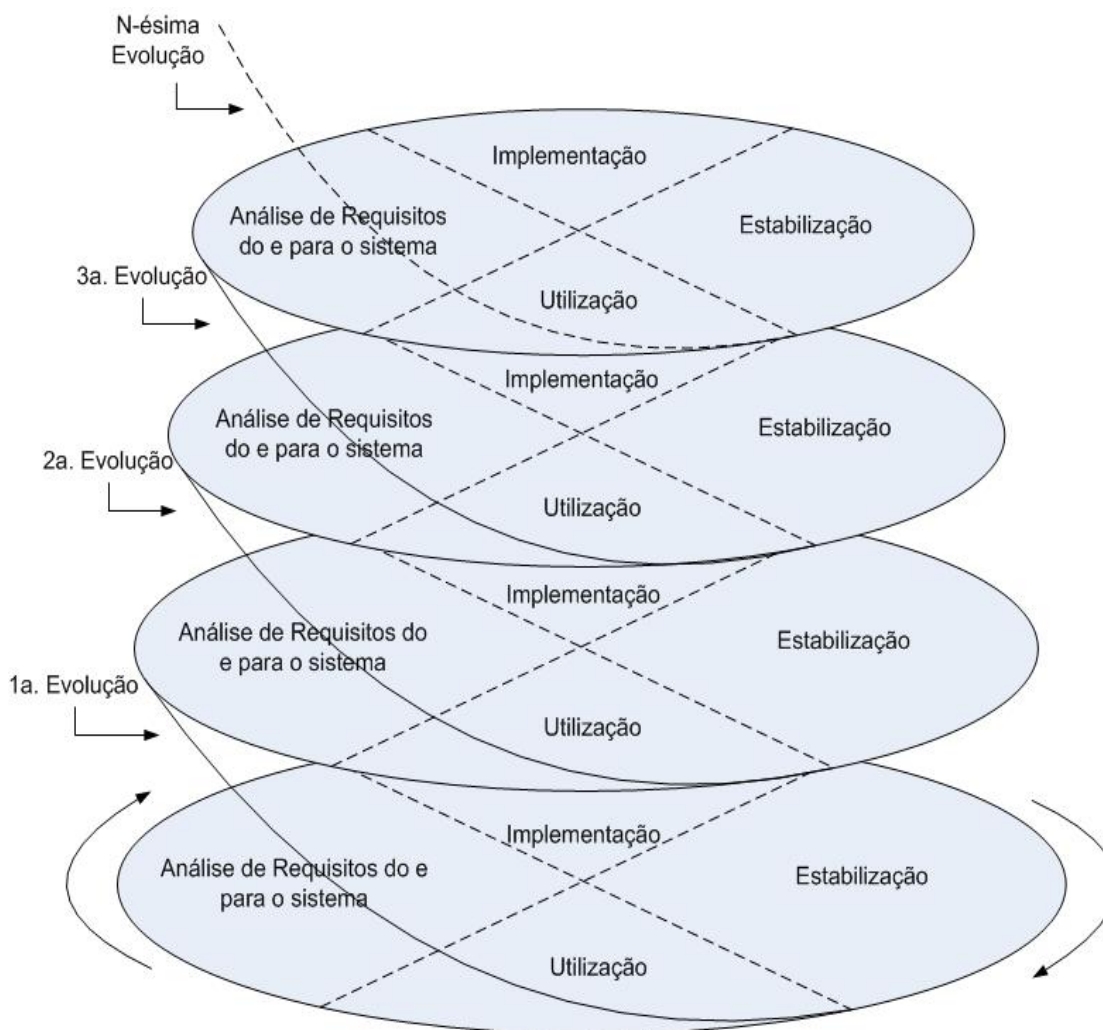 N-ésima
Evolução
Implementação
Análise de Requisitos
do e para o sistema
Estabilização
3a. Evolução
Utilização
Implementação
Análise de Requisitos
do e para o sistema
Estabilização
2a. Evolução
Utilização
Implementação
Análise de Requisitos do
e para o sistema
Estabilização
1a. Evolução
Utilização
Implementação
Análise de Requisitos do e
para o sistema
Estabilização
Utilização